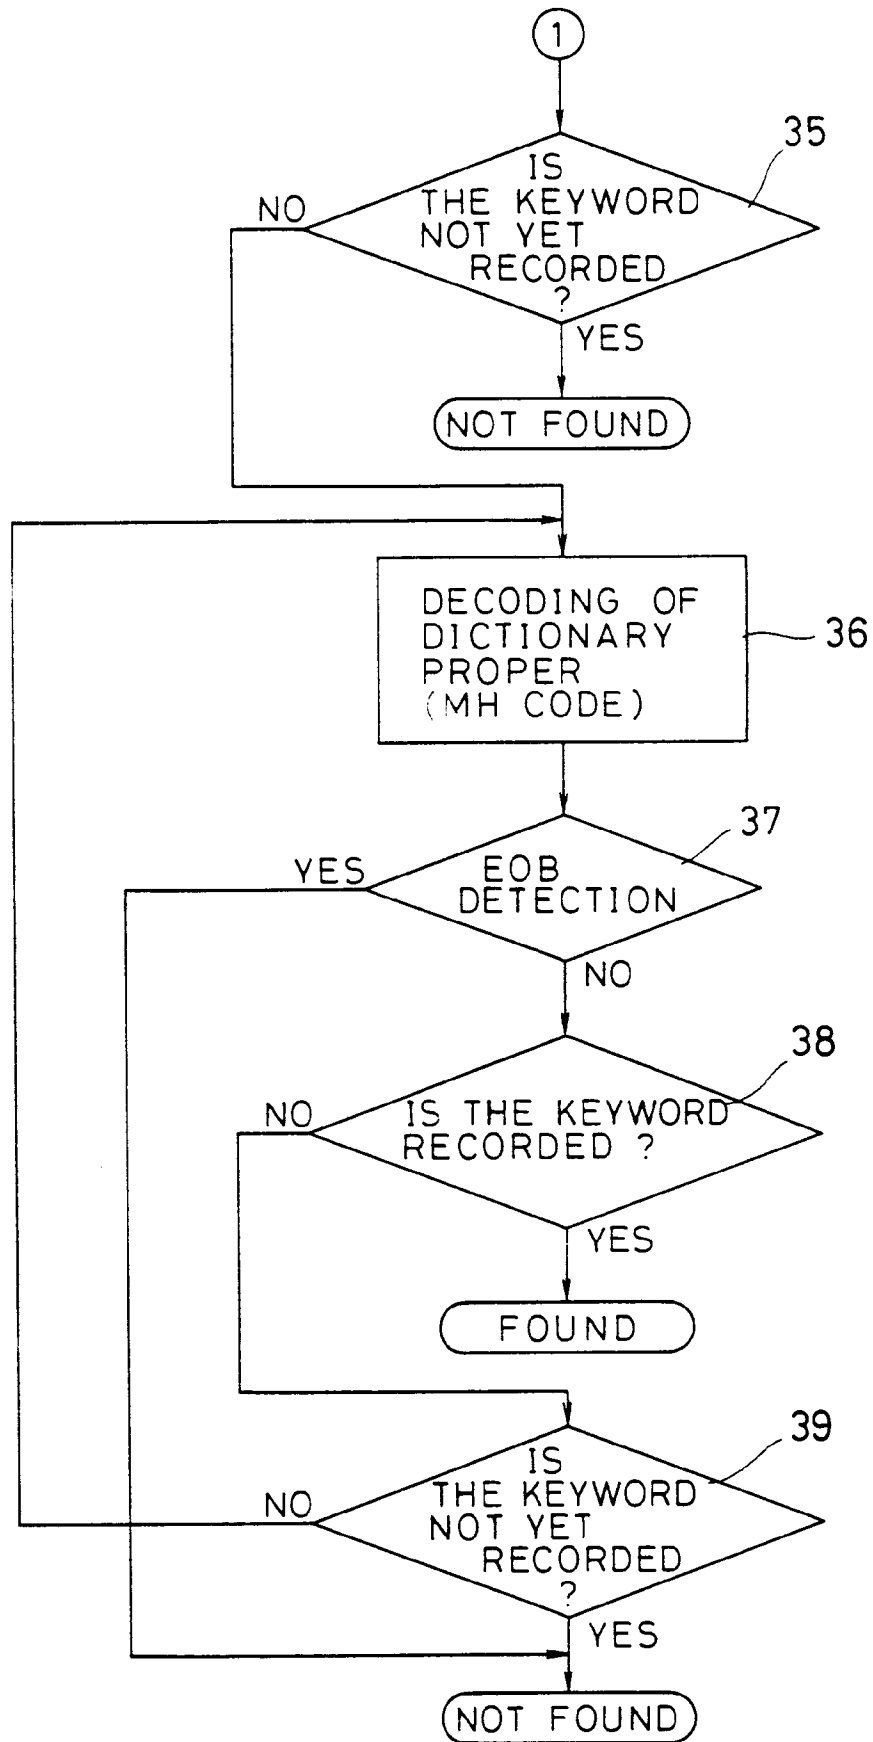 1
35
IS
THE KEYWORD
NOT YET
RECORDED
?
NO
YES
NOT FOUND
DECODING OF
DICTIONARY
PROPER
(MH CODE)
36
37
YES
EOB
DETECTION
NO
38
NO
IS THE KEYWORD
RECORDED ?
YES
FOUND
39
IS
THE KEYWORD
NOT YET
RECORDED
?
NO
YES
NOT FOUND